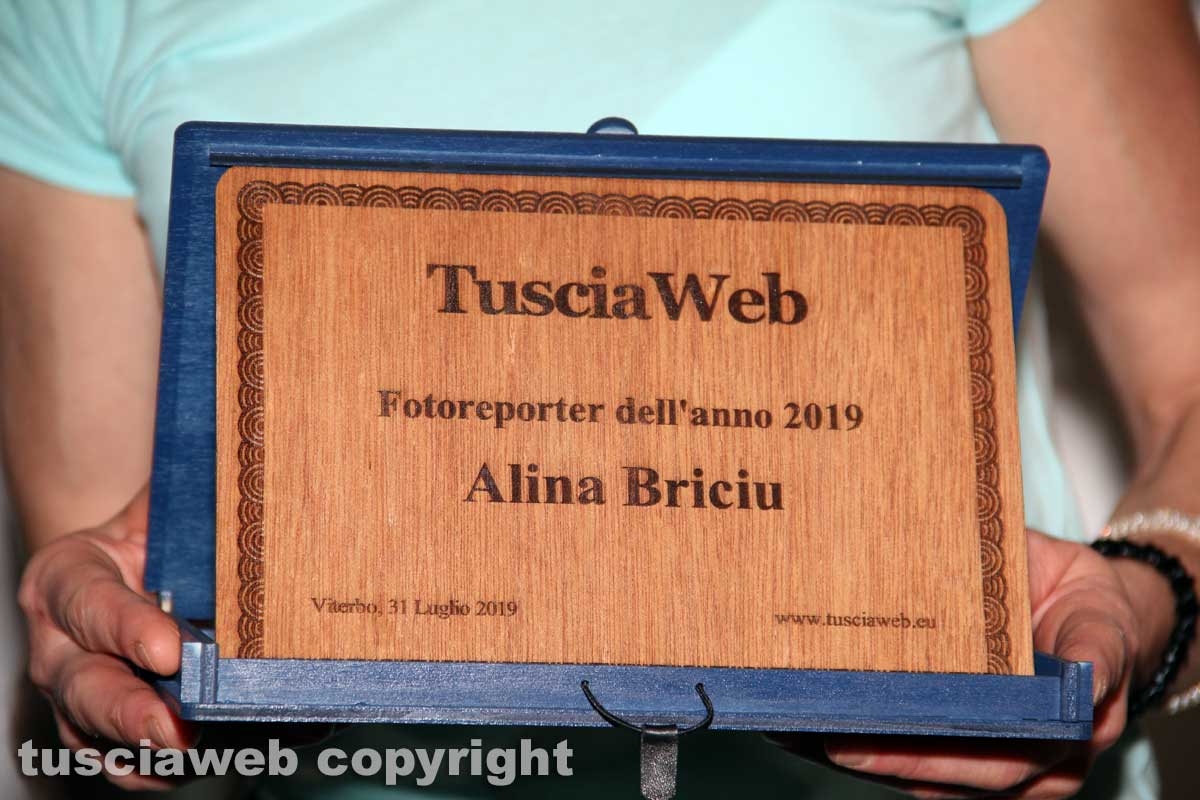 TusciaWeb
Fotoreporter dell'anno 2019
Alina Briciu
Viterbo, 31 Luglio 2019
www.tusciaweb.eu
tusciaweb copyright